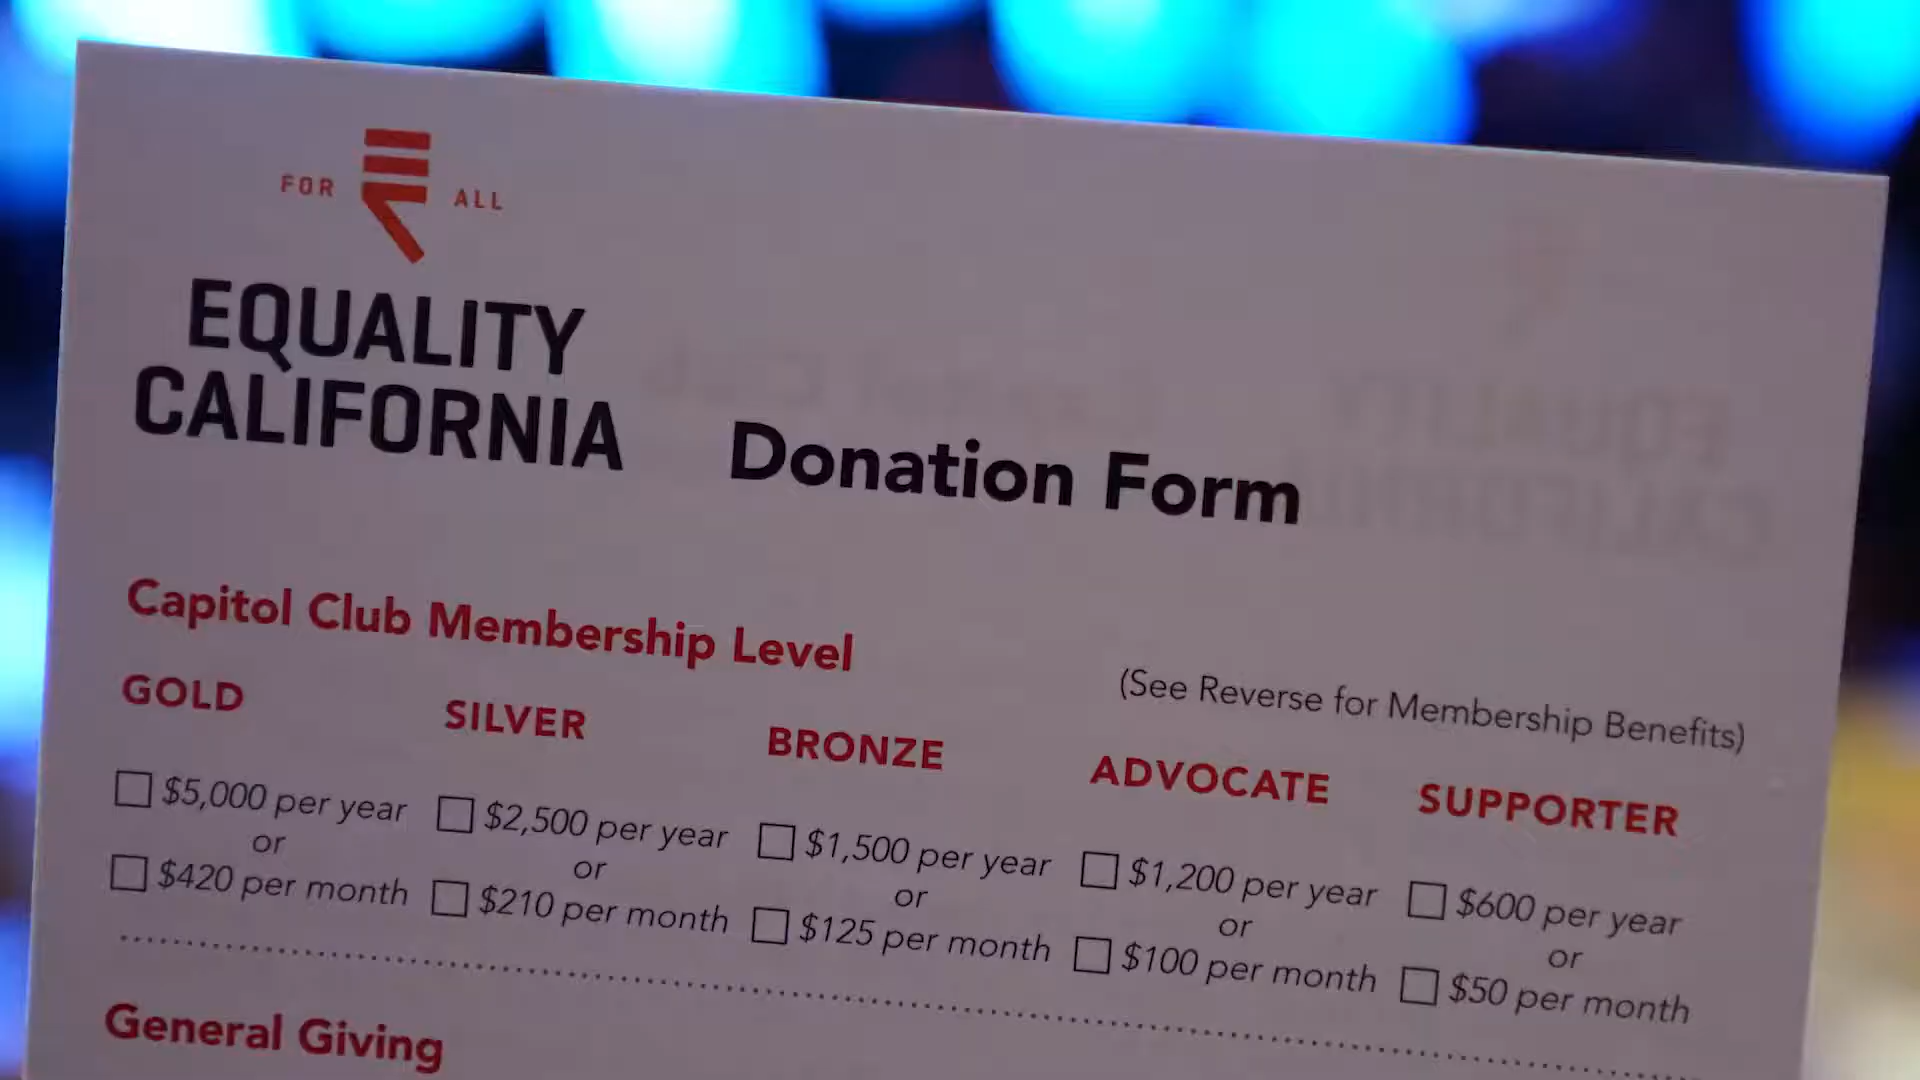 FOR ALL
EQUALITY
CALIFORNIA
Donation Form
Capitol Club Membership Level
(See Reverse for Membership Benefits)
GOLD SILVER BRONZE ADVOCATE SUPPORTER
$5,000 per year $2,500 per year $1,500 per year $1,200 per year $600 per year
or or or or or
$420 per month $210 per month $125 per month $100 per month $50 per month
General Giving